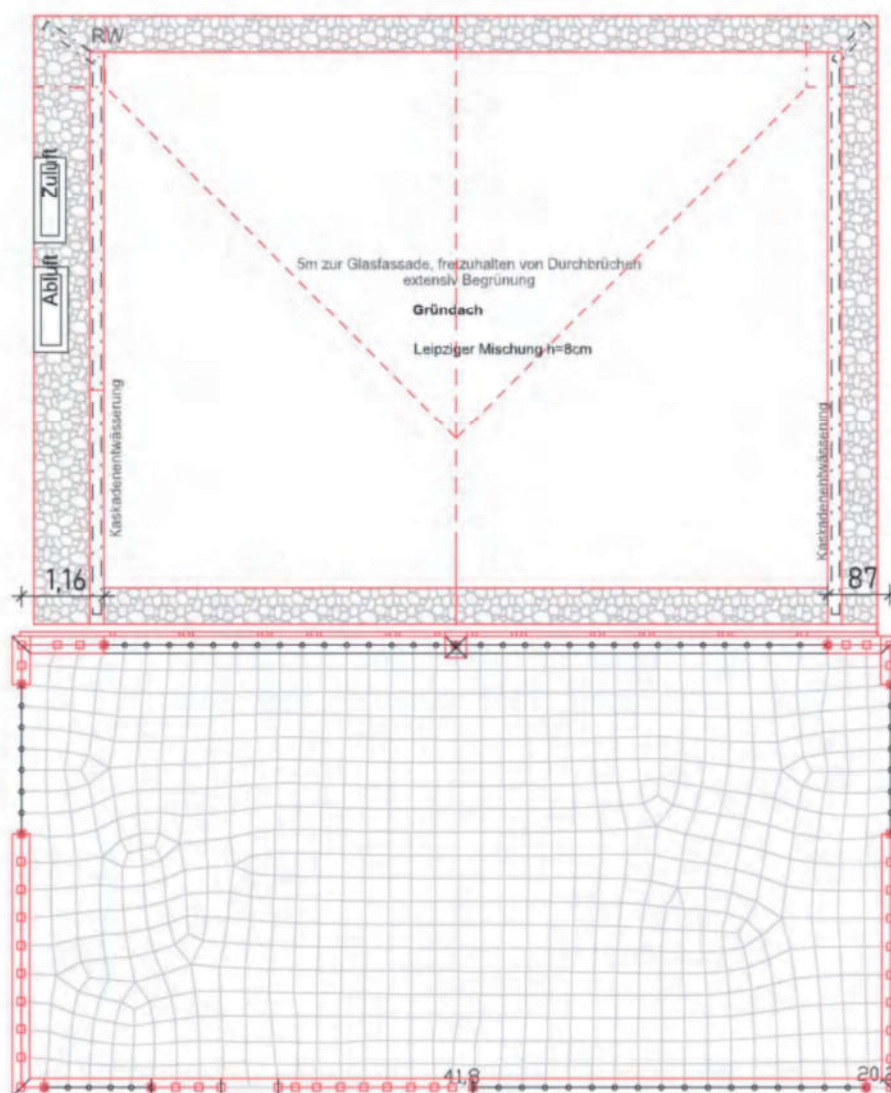 RW
Zuluft
Abluft
5m zur Glasfassade, freizuhalten von Durchbrüchen
extensiv Begrünung
Gründach
Leipziger Mischung h=8cm
Kaskadenentwässerung
Kaskadenentwässerung
1,16
87
41,8